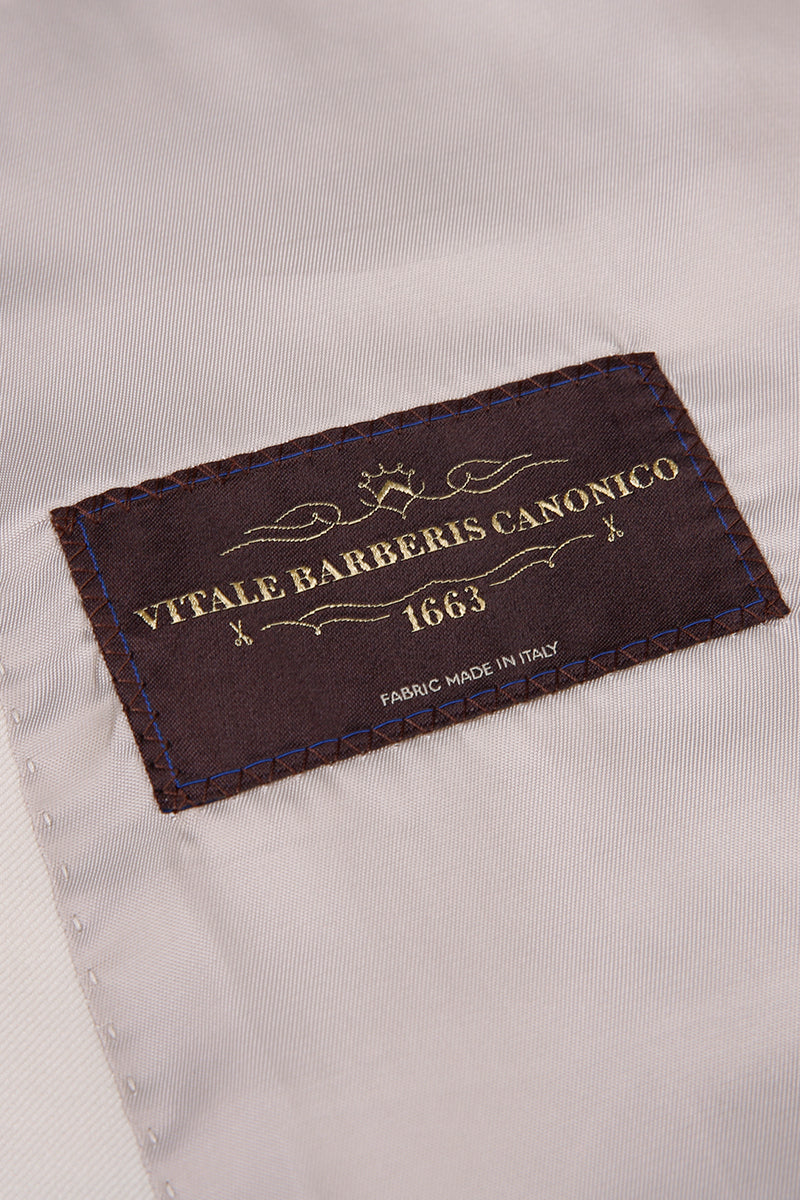 VITALE BARBERIS CANONICO
1663
FABRIC MADE IN ITALY